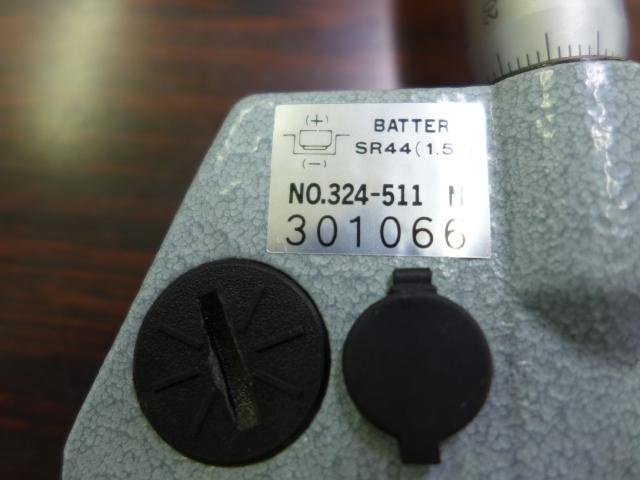 (+)
BATTER
SR44(1.5
(-)
NO.324-511
301066